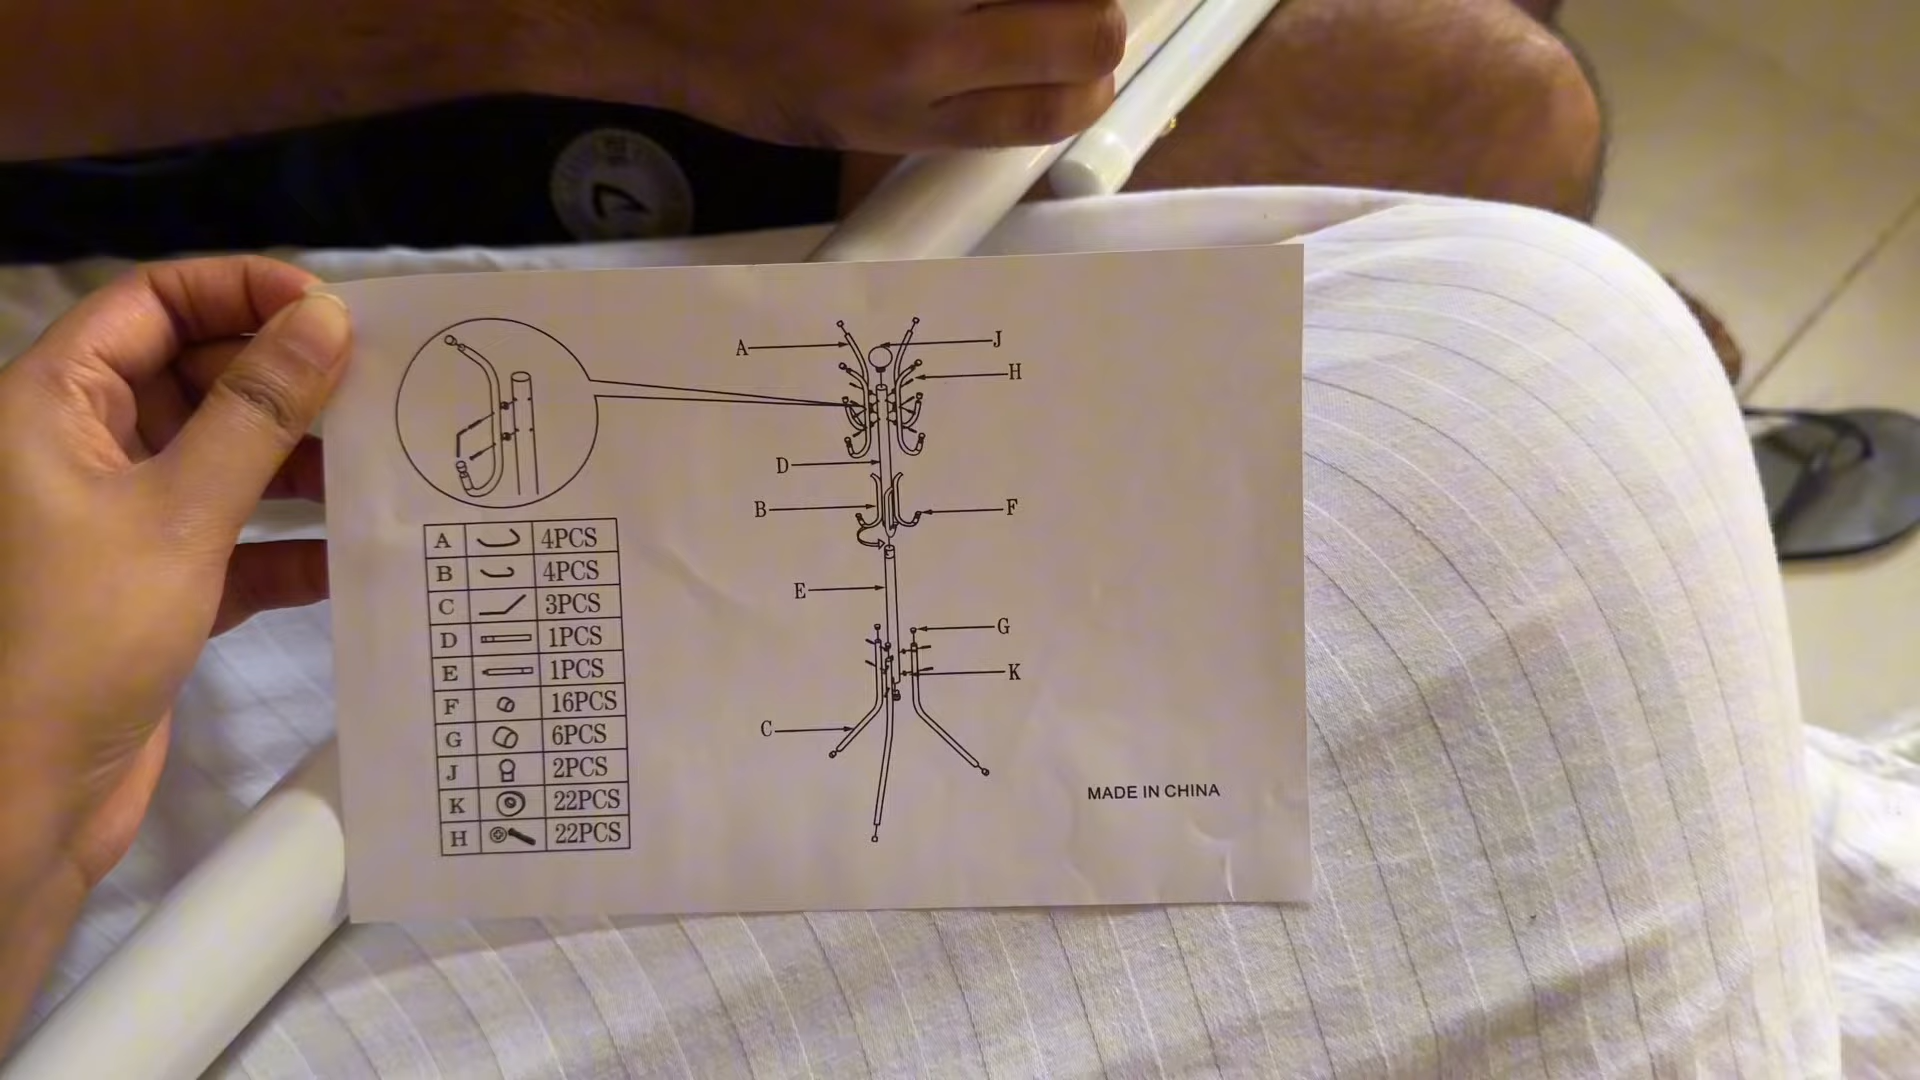 A
J
H
D
B
F
E
G
K
C
A 4PCS
B 4PCS
C 3PCS
D 1PCS
E 1PCS
F 16PCS
G 6PCS
J 2PCS
K 22PCS
H 22PCS
MADE IN CHINA